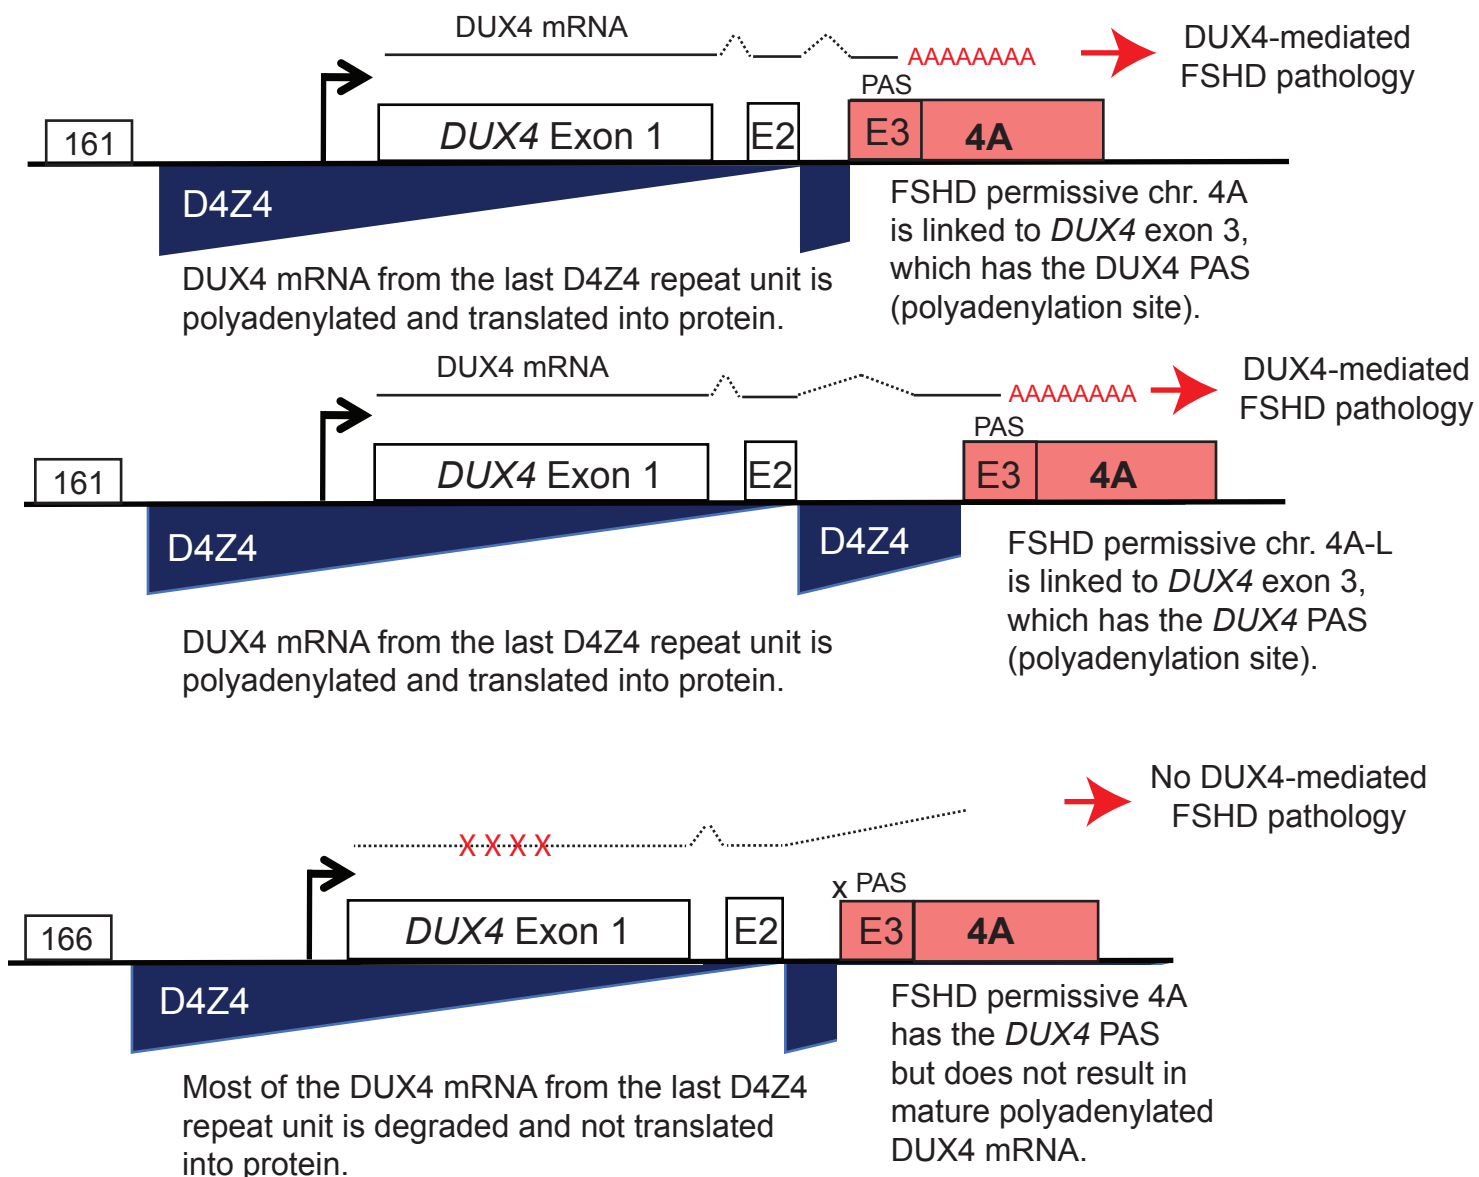 DUX4 mRNA
AAAAAAAA
DUX4-mediated
FSHD pathology
PAS
161
DUX4 Exon 1
E2
E3
4A
D4Z4
FSHD permissive chr. 4A
is linked to DUX4 exon 3,
which has the DUX4 PAS
(polyadenylation site).
DUX4 mRNA from the last D4Z4 repeat unit is
polyadenylated and translated into protein.
DUX4 mRNA
AAAAAAAA
DUX4-mediated
FSHD pathology
PAS
161
DUX4 Exon 1
E2
E3
4A
D4Z4
D4Z4
FSHD permissive chr. 4A-L
is linked to DUX4 exon 3,
which has the DUX4 PAS
(polyadenylation site).
DUX4 mRNA from the last D4Z4 repeat unit is
polyadenylated and translated into protein.
No DUX4-mediated
FSHD pathology
X X X X
x PAS
166
DUX4 Exon 1
E2
E3
4A
D4Z4
FSHD permissive 4A
has the DUX4 PAS
but does not result in
mature polyadenylated
DUX4 mRNA.
Most of the DUX4 mRNA from the last D4Z4
repeat unit is degraded and not translated
into protein.